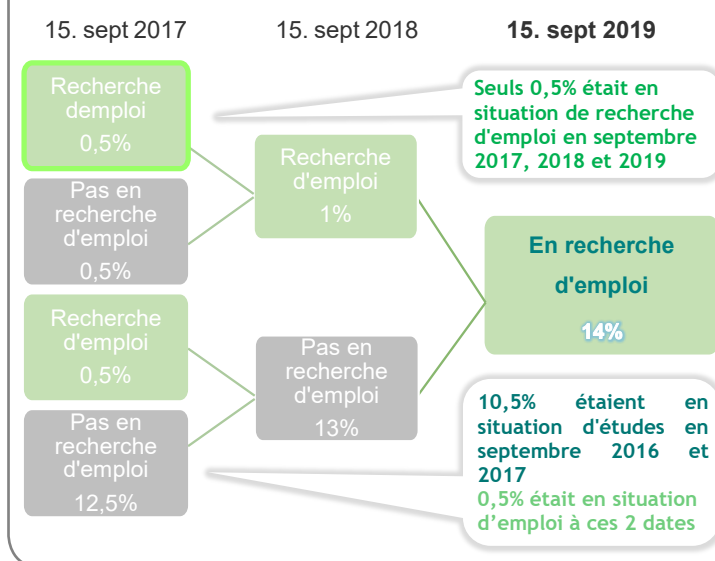 15. sept 2017 15. sept 2018 15. sept 2019
Recherche
demploi
0,5%
Pas en
recherche
d'emploi
0,5%
Recherche
d'emploi
0,5%
Pas en
recherche
d'emploi
12,5%
Recherche
d'emploi
1%
Pas en
recherche
d'emploi
13%
Seuls 0,5% était en
situation de recherche
d'emploi en septembre
2017, 2018 et 2019
En recherche
d'emploi
14%
10,5% étaient en
situation d'études en
septembre 2016 et
2017
0,5% était en situation
d’emploi à ces 2 dates